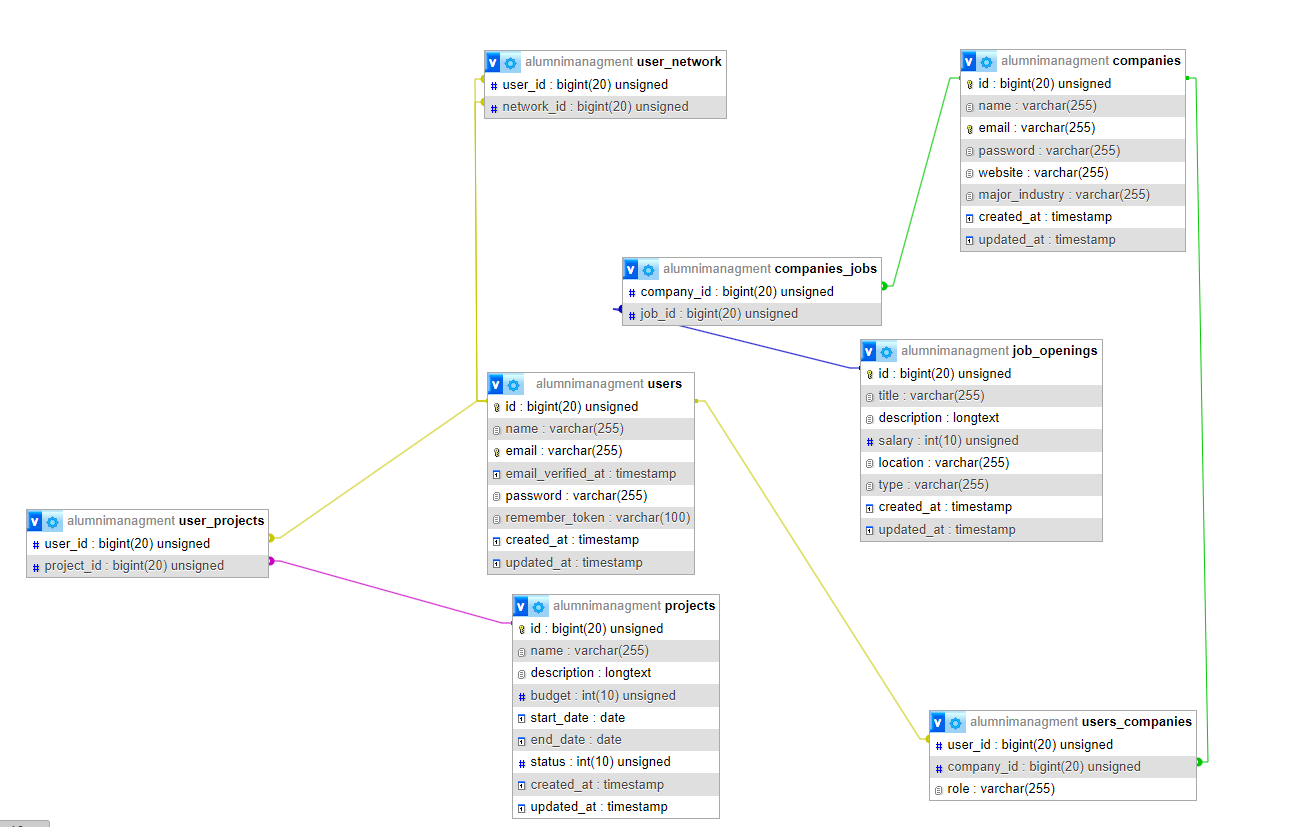 v alumnimanagment user_network
# user_id : bigint(20) unsigned
# network_id : bigint(20) unsigned
v alumnimanagment companies
id : bigint(20) unsigned
name : varchar(255)
email : varchar(255)
password : varchar(255)
website : varchar(255)
major_industry : varchar(255)
created_at : timestamp
updated_at : timestamp
v alumnimanagment companies_jobs
# company_id : bigint(20) unsigned
# job_id : bigint(20) unsigned
v alumnimanagment job_openings
id : bigint(20) unsigned
title : varchar(255)
description : longtext
# salary : int(10) unsigned
location : varchar(255)
type : varchar(255)
created_at : timestamp
updated_at : timestamp
v alumnimanagment users
id : bigint(20) unsigned
name : varchar(255)
email : varchar(255)
email_verified_at : timestamp
password : varchar(255)
remember_token : varchar(100)
created_at : timestamp
updated_at : timestamp
v alumnimanagment user_projects
# user_id : bigint(20) unsigned
# project_id : bigint(20) unsigned
v alumnimanagment projects
id : bigint(20) unsigned
name : varchar(255)
description : longtext
# budget : int(10) unsigned
start_date : date
end_date : date
# status : int(10) unsigned
created_at : timestamp
updated_at : timestamp
v alumnimanagment users_companies
# user_id : bigint(20) unsigned
# company_id : bigint(20) unsigned
role : varchar(255)